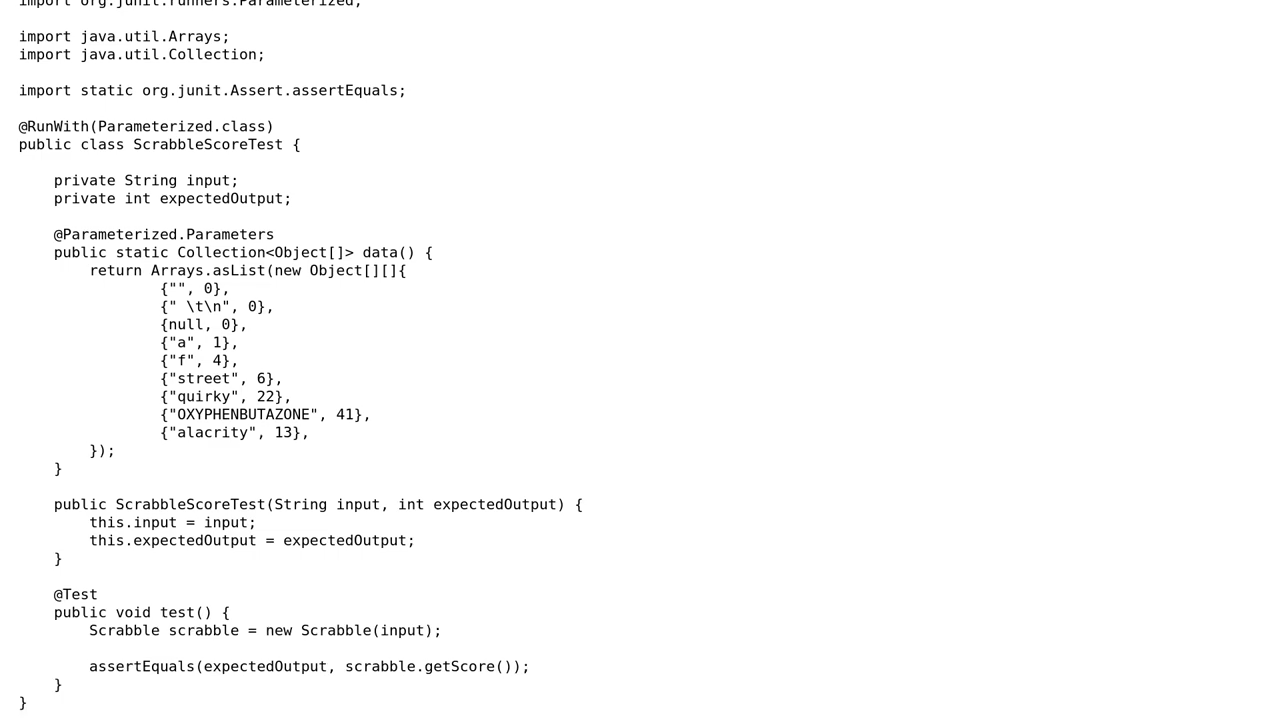 import org.junit.runners.Parameterized;

import java.util.Arrays;
import java.util.Collection;

import static org.junit.Assert.assertEquals;

@RunWith(Parameterized.class)
public class ScrabbleScoreTest {

    private String input;
    private int expectedOutput;

    @Parameterized.Parameters
    public static Collection<Object[]> data() {
        return Arrays.asList(new Object[][]{
                {"", 0},
                {" \t\n", 0},
                {null, 0},
                {"a", 1},
                {"f", 4},
                {"street", 6},
                {"quirky", 22},
                {"OXYPHENBUTAZONE", 41},
                {"alacrity", 13},
        });
    }

    public ScrabbleScoreTest(String input, int expectedOutput) {
        this.input = input;
        this.expectedOutput = expectedOutput;
    }

    @Test
    public void test() {
        Scrabble scrabble = new Scrabble(input);

        assertEquals(expectedOutput, scrabble.getScore());
    }
}